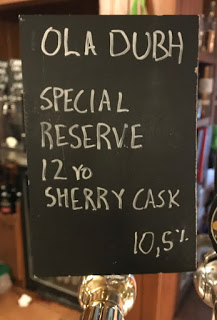 OLA DUBH
SPECIAL
RESERVE
12 YO
SHERRY CASK
10,5%